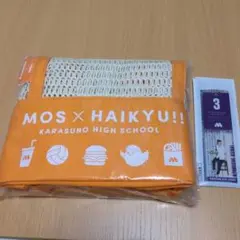 MOS × HAIKYU!!
KARASUNO HIGH SCHOOL
3